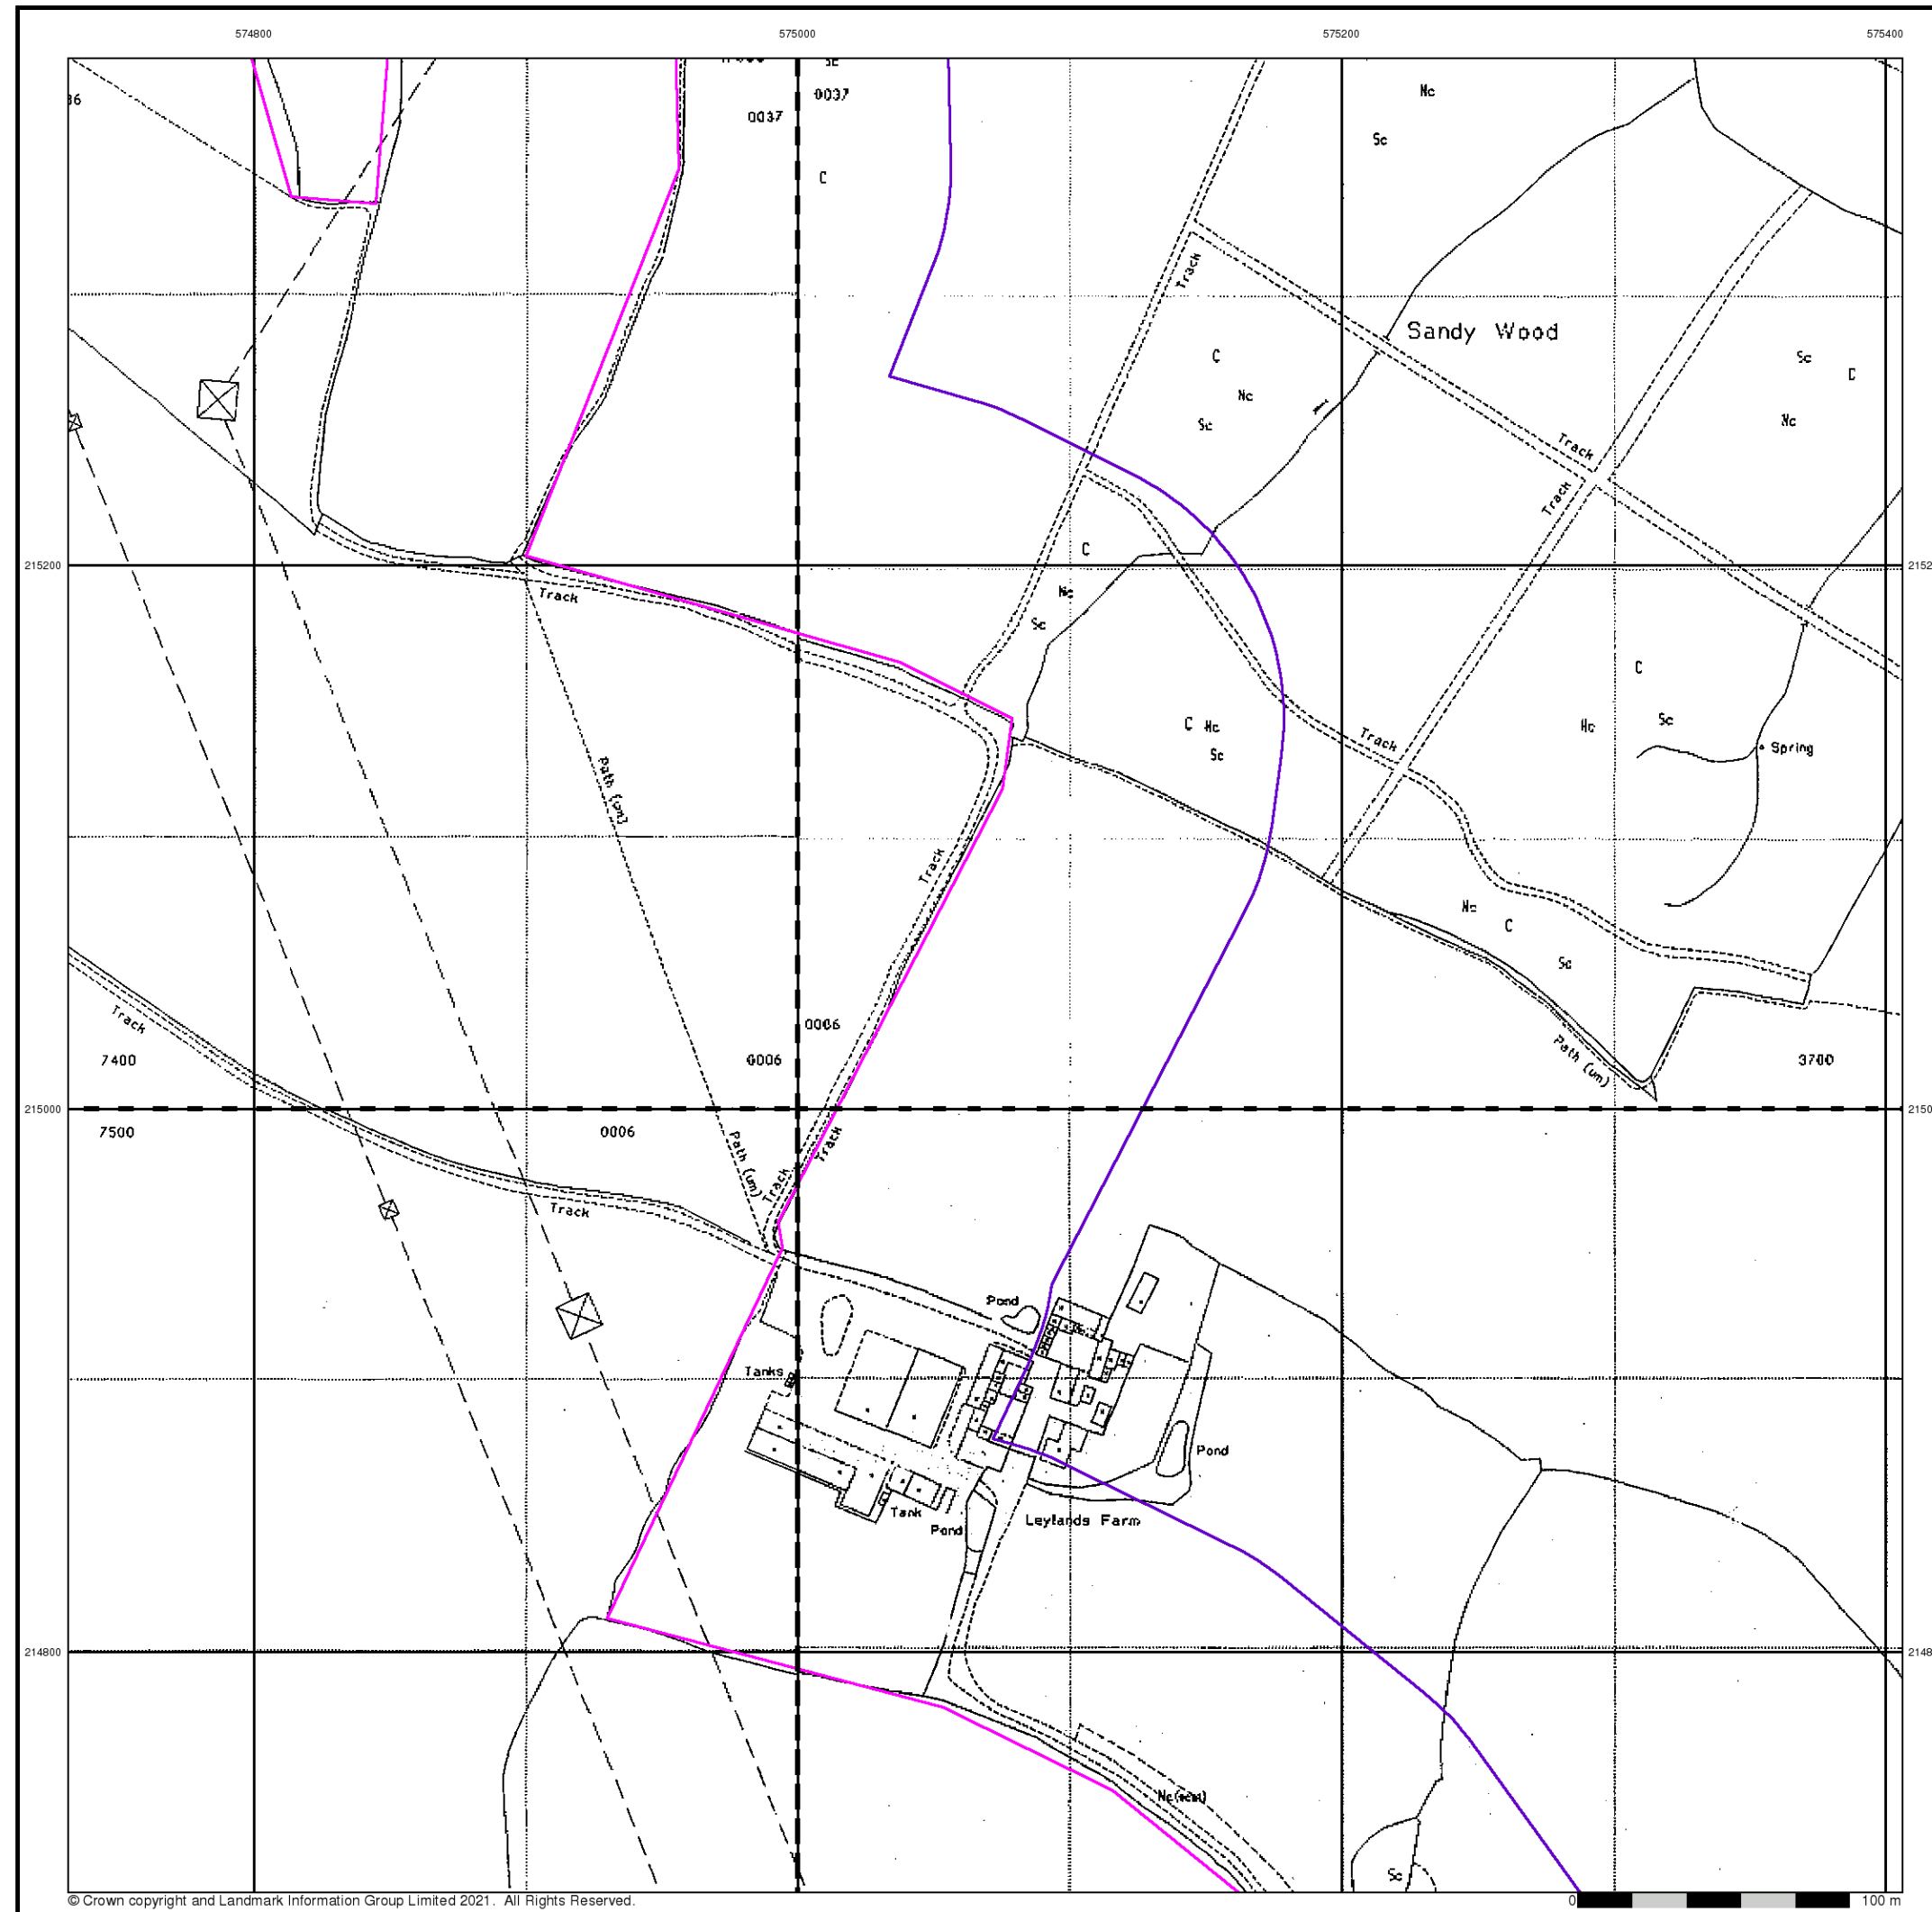 574800 575000 575200 575400
Nc
0037
36
0037
Sc
C
Track
Sandy Wood
C
Sc
C
Nc
Nc
Sc
Track
Track
C
215200
Nc
Track
Sc
C
Sc
C Nc
Nc
Track
Sc
Spring
Path (um)
Track
Nc
C
Sc
Track
0006
Path (um)
7400
0006
3700
215000
7500
0006
Track
Path (um)
Track
Track
Pond
Tanks
Pond
Tank
Pond
Leylands Farm
214800
Nc
Sc
© Crown copyright and Landmark Information Group Limited 2021. All Rights Reserved.
0 100 m